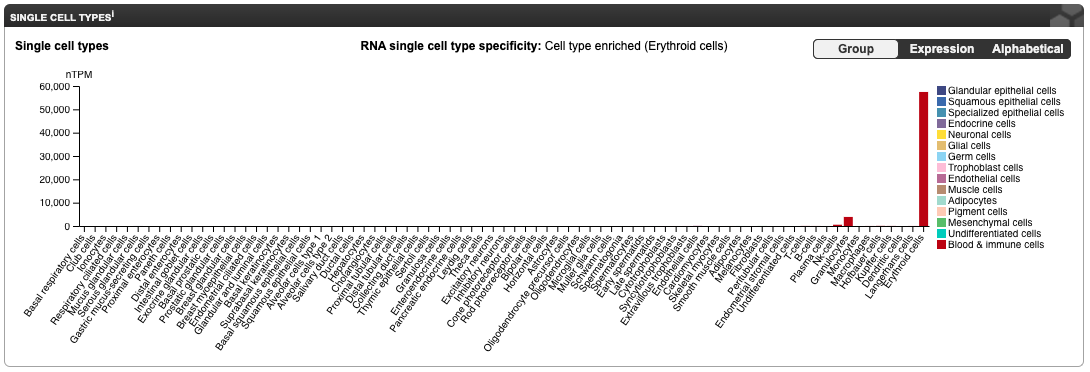 SINGLE CELL TYPESⁱ
Single cell types
RNA single cell type specificity: Cell type enriched (Erythroid cells)
Group
Expression
Alphabetical
nTPM
60,000
50,000
40,000
30,000
20,000
10,000
0
Glandular epithelial cells
Squamous epithelial cells
Specialized epithelial cells
Endocrine cells
Neuronal cells
Glial cells
Germ cells
Trophoblast cells
Endothelial cells
Muscle cells
Adipocytes
Pigment cells
Mesenchymal cells
Undifferentiated cells
Blood & immune cells
Basal respiratory cells
Club cells
Ionocytes
Respiratory ciliated cells
Mucus glandular cells
Serous glandular cells
Gastric mucus-secreting cells
Proximal enterocytes
Paneth cells
Distal enterocytes
Intestinal goblet cells
Exocrine glandular cells
Basal prostatic cells
Prostatic glandular cells
Breast glandular cells
Breast myoepithelial cells
Endometrial ciliated cells
Glandular and luminal cells
Basal keratinocytes
Suprabasal keratinocytes
Basal squamous epithelial cells
Squamous epithelial cells
Alveolar cells type 1
Alveolar cells type 2
Salivary duct cells
Ductal cells
Hepatocytes
Cholangiocytes
Proximal tubular cells
Distal tubular cells
Collecting duct cells
Thymic epithelial cells
Sertoli cells
Granulosa cells
Enteroendocrine cells
Pancreatic endocrine cells
Leydig cells
Theca cells
Excitatory neurons
Inhibitory neurons
Cone photoreceptor cells
Rod photoreceptor cells
Bipolar cells
Horizontal cells
Astrocytes
Oligodendrocyte precursor cells
Oligodendrocytes
Microglial cells
Muller glia cells
Schwann cells
Spermatogonia
Spermatocytes
Early spermatids
Late spermatids
Cytotrophoblasts
Syncytiotrophoblasts
Extravillous trophoblasts
Endothelial cells
Cardiomyocytes
Skeletal myocytes
Smooth muscle cells
Adipocytes
Melanocytes
Fibroblasts
Peritubular cells
Endometrial stromal cells
Undifferentiated cells
T-cells
B-cells
Plasma cells
NK-cells
Granulocytes
Monocytes
Macrophages
Hofbauer cells
Kupffer cells
Dendritic cells
Langerhans cells
Erythroid cells